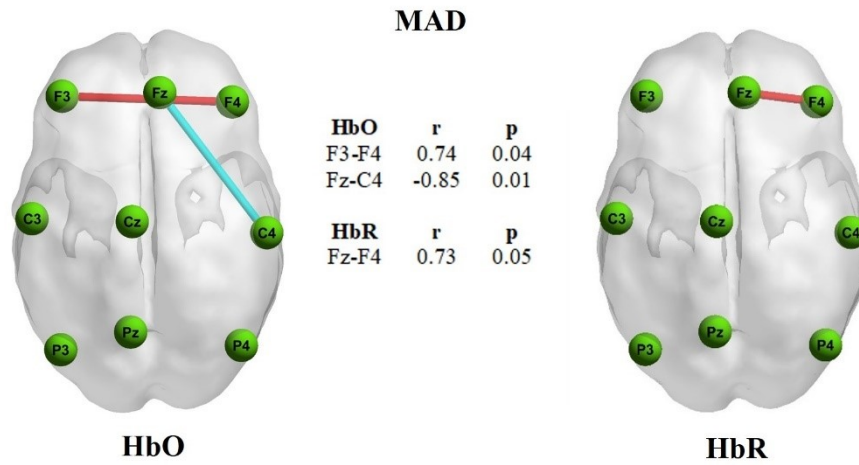 MAD
F3 Fz F4
C3 Cz C4
P3 Pz P4
HbO
HbO r p
F3-F4 0.74 0.04
Fz-C4 -0.85 0.01
HbR r p
Fz-F4 0.73 0.05
F3 Fz F4
C3 Cz C4
P3 Pz P4
HbR